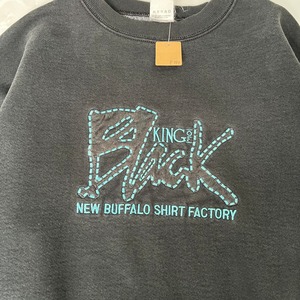 KING OF
Black
NEW BUFFALO SHIRT FACTORY